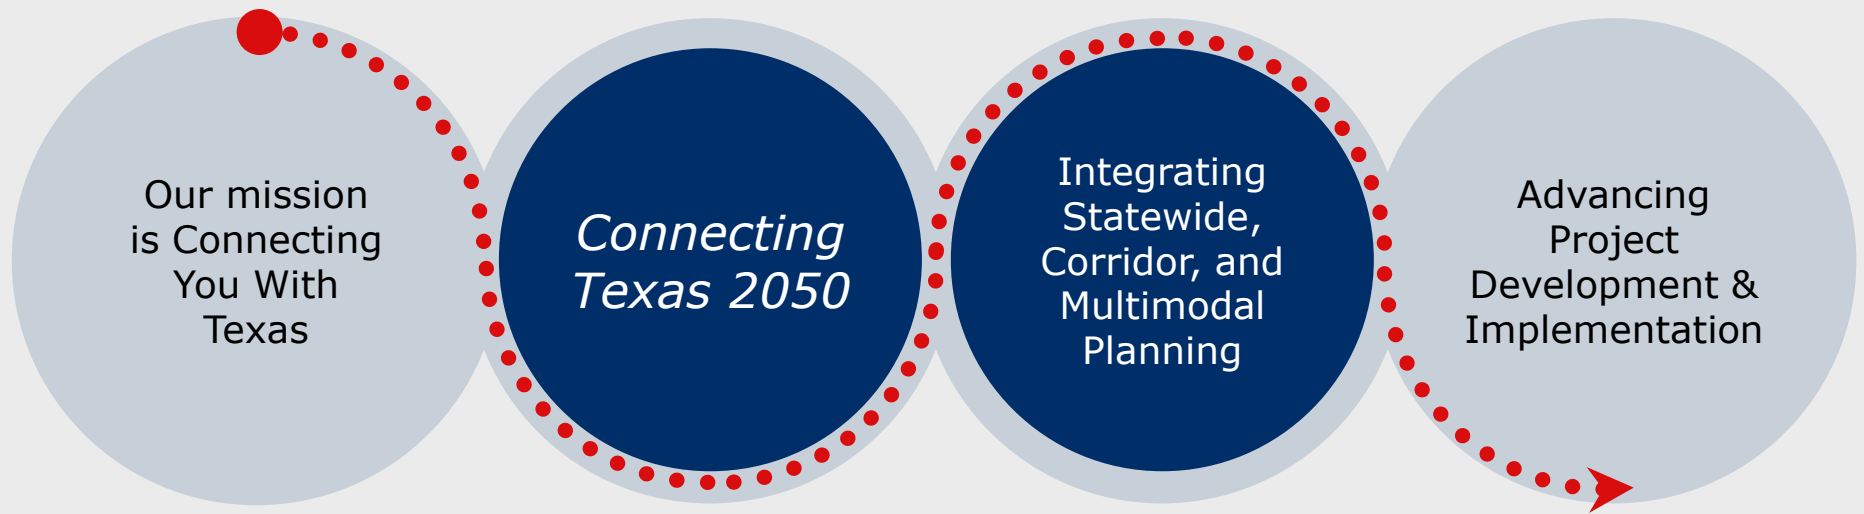 Our mission
is Connecting
You With
Texas
Connecting
Texas 2050
Integrating
Statewide,
Corridor, and
Multimodal
Planning
Advancing
Project
Development &
Implementation